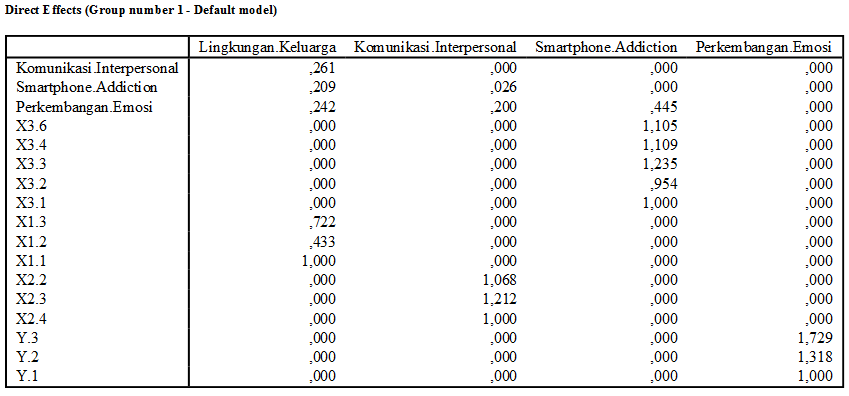 Direct Effects (Group number 1 - Default model)
Lingkungan.Keluarga Komunikasi.Interpersonal Smartphone.Addiction Perkembangan.Emosi
Komunikasi.Interpersonal ,261 ,000 ,000 ,000
Smartphone.Addiction ,209 ,026 ,000 ,000
Perkembangan.Emosi ,242 ,200 ,445 ,000
X3.6 ,000 ,000 1,105 ,000
X3.4 ,000 ,000 1,109 ,000
X3.3 ,000 ,000 1,235 ,000
X3.2 ,000 ,000 ,954 ,000
X3.1 ,000 ,000 1,000 ,000
X1.3 ,722 ,000 ,000 ,000
X1.2 ,433 ,000 ,000 ,000
X1.1 1,000 ,000 ,000 ,000
X2.2 ,000 1,068 ,000 ,000
X2.3 ,000 1,212 ,000 ,000
X2.4 ,000 1,000 ,000 ,000
Y.3 ,000 ,000 ,000 1,729
Y.2 ,000 ,000 ,000 1,318
Y.1 ,000 ,000 ,000 1,000